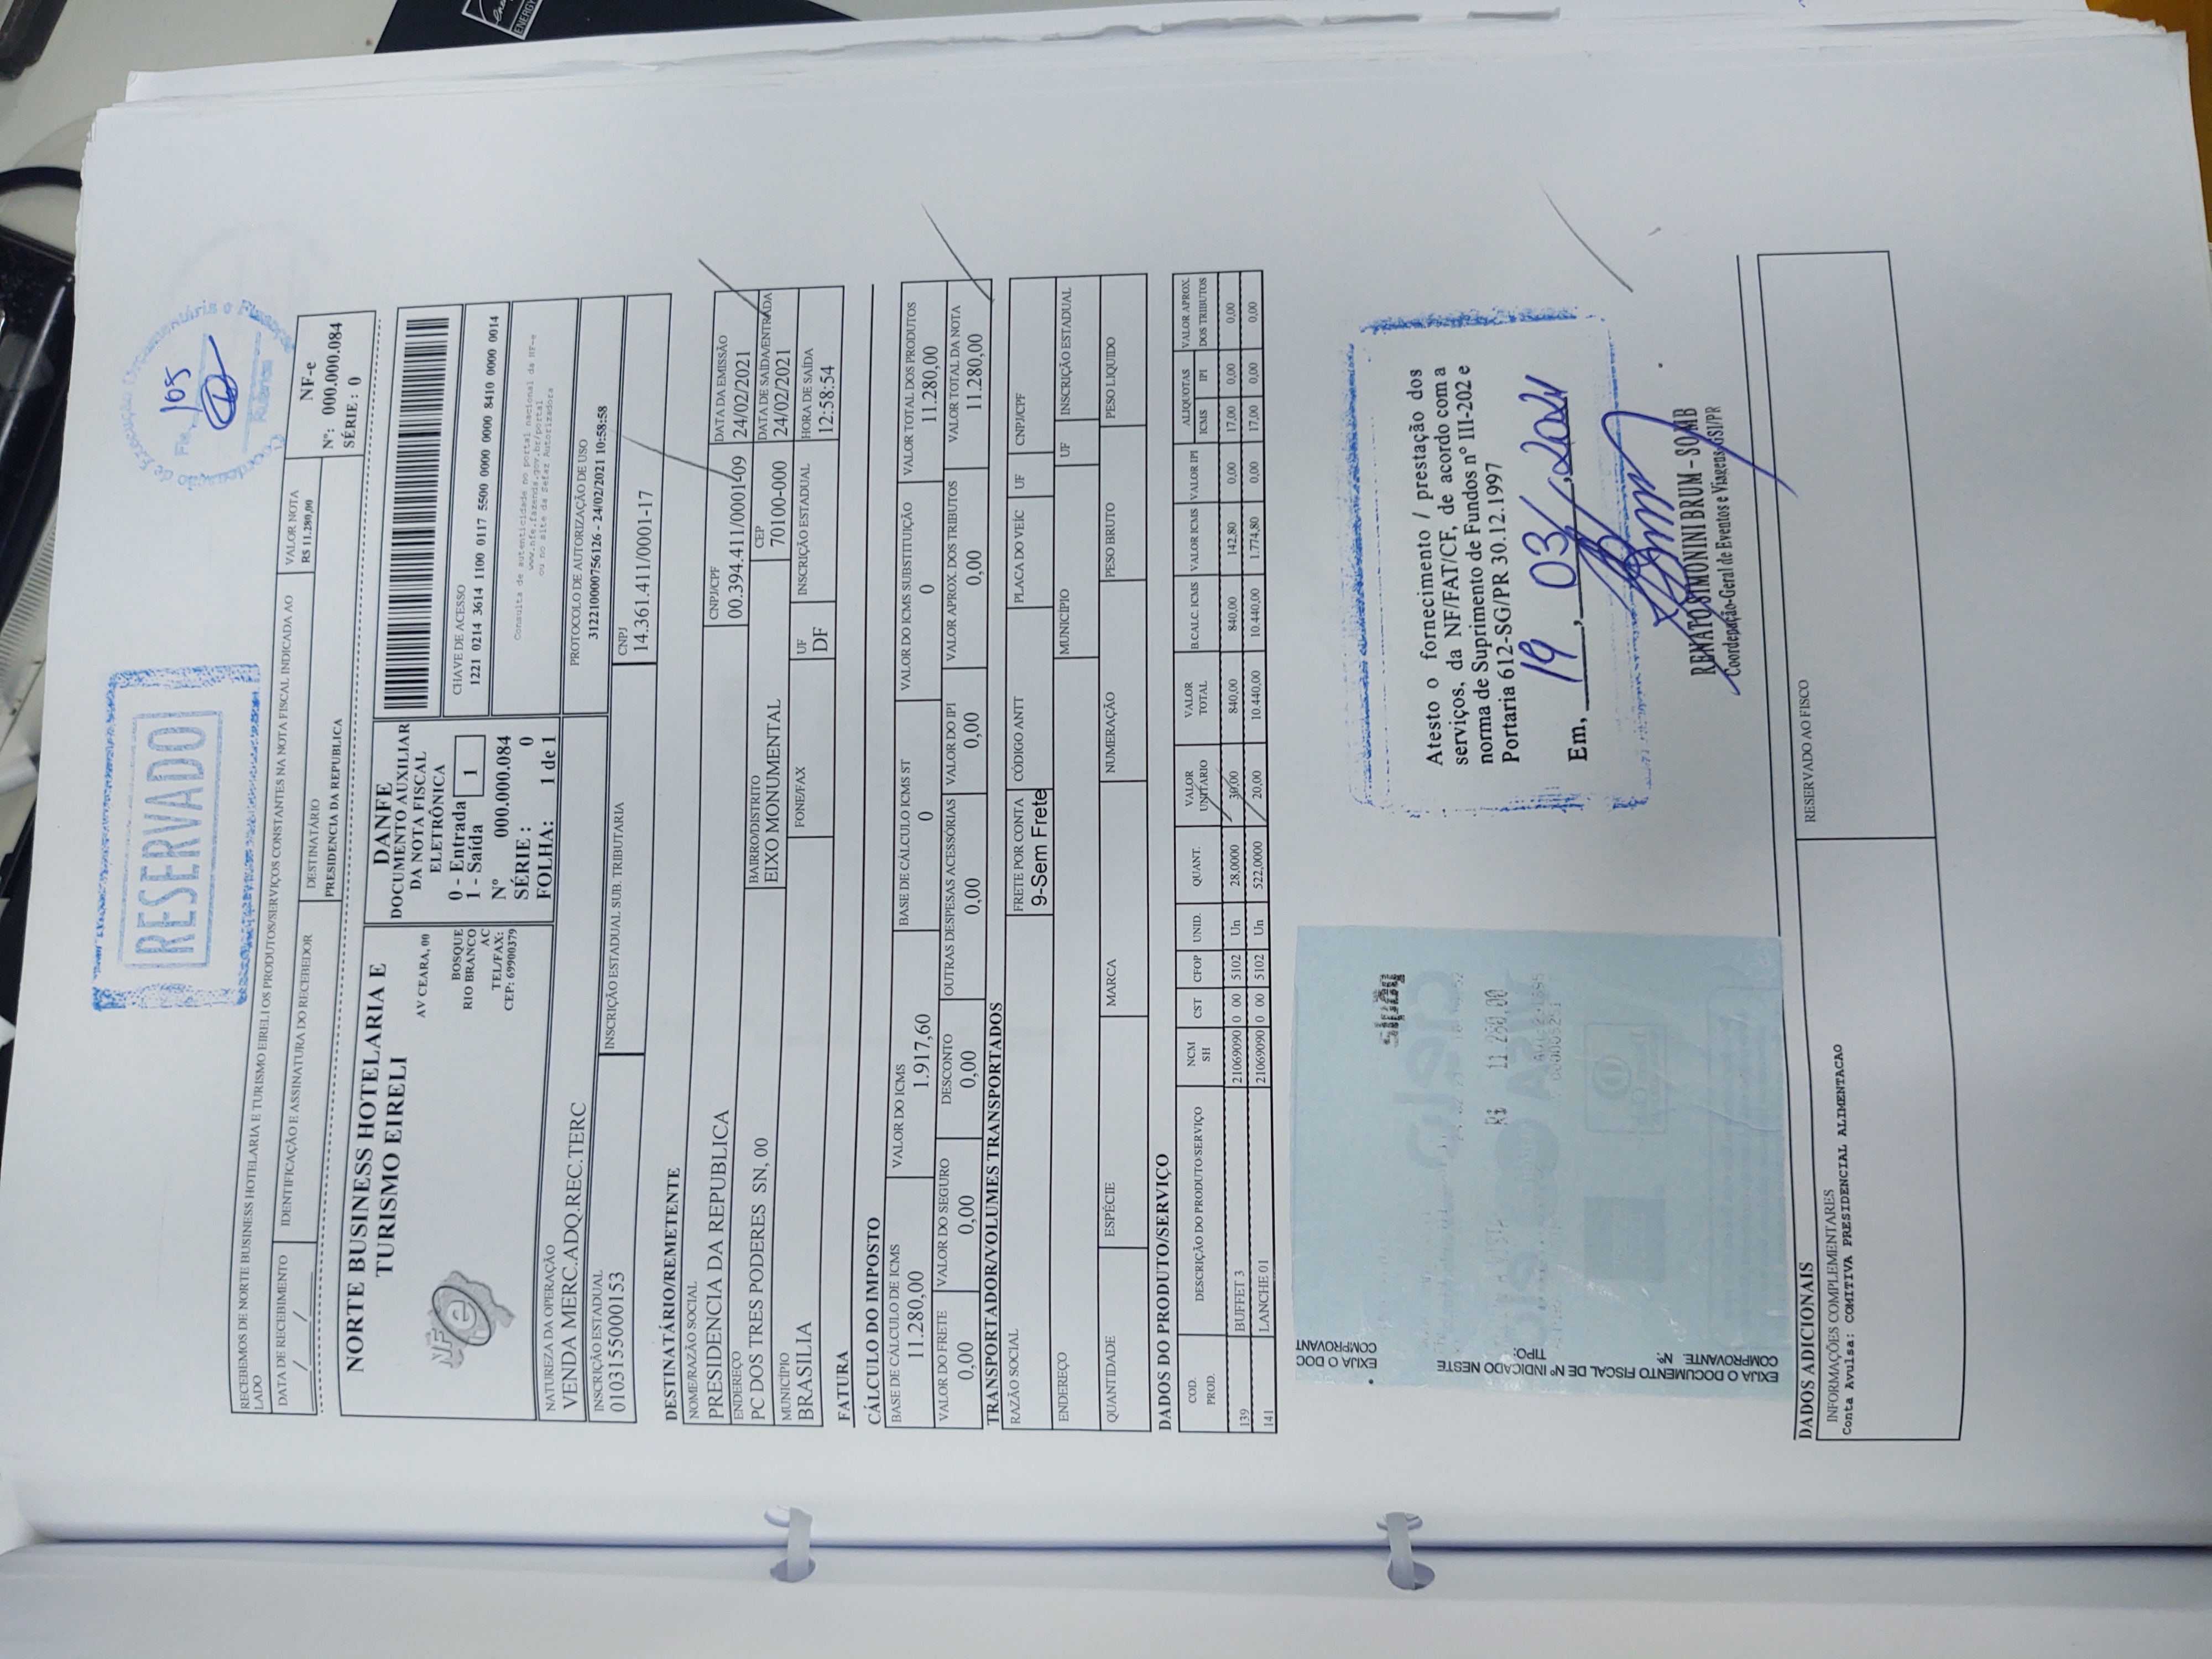 RESERVADO
Coordenação de Execução Orçamentária e
Fls. 105
Rubrica
RECEBEMOS DE NORTE BUSINESS HOTELARIA E TURISMO EIRELI OS PRODUTOS/SERVIÇOS CONSTANTES NA NOTA FISCAL INDICADA AO
LADO
VALOR NOTA
R$ 11.280,00
NF-e
Nº: 000.000.084
SÉRIE: 0
DATA DE RECEBIMENTO
__/__/__
IDENTIFICAÇÃO E ASSINATURA DO RECEBEDOR
DESTINATÁRIO
PRESIDENCIA DA REPUBLICA
NORTE BUSINESS HOTELARIA E
TURISMO EIRELI
NFe
AV CEARA, 00
BOSQUE
RIO BRANCO
AC
TEL/FAX:
CEP: 69900379
DANFE
DOCUMENTO AUXILIAR
DA NOTA FISCAL
ELETRÔNICA
0 - Entrada
1 - Saída
1
Nº 000.000.084
SÉRIE: 0
FOLHA: 1 de 1
CHAVE DE ACESSO
1221 0214 3614 1100 0117 5500 0000 0000 8410 0000 0014
Consulta de autenticidade no portal nacional da NF-e
www.nfe.fazenda.gov.br/portal
ou no site da Sefaz Autorizadora
NATUREZA DA OPERAÇÃO
VENDA MERC.ADQ.REC.TERC
PROTOCOLO DE AUTORIZAÇÃO DE USO
312210000756126 - 24/02/2021 10:58:58
INSCRIÇÃO ESTADUAL
0103155000153
INSCRIÇÃO ESTADUAL SUB. TRIBUTARIA
CNPJ
14.361.411/0001-17
DESTINATÁRIO/REMETENTE
NOME/RAZÃO SOCIAL
PRESIDENCIA DA REPUBLICA
CNPJ/CPF
00.394.411/0001-09
DATA DA EMISSÃO
24/02/2021
ENDEREÇO
PC DOS TRES PODERES SN, 00
BAIRRO/DISTRITO
EIXO MONUMENTAL
CEP
70100-000
DATA DE SAÍDA/ENTRADA
24/02/2021
MUNICÍPIO
BRASILIA
FONE/FAX
UF
DF
INSCRIÇÃO ESTADUAL
HORA DE SAÍDA
12:58:54
FATURA
CÁLCULO DO IMPOSTO
BASE DE CÁLCULO DE ICMS
11.280,00
VALOR DO ICMS
1.917,60
BASE DE CÁLCULO ICMS ST
0
VALOR DO ICMS SUBSTITUIÇÃO
0
VALOR TOTAL DOS PRODUTOS
11.280,00
VALOR DO FRETE
0,00
VALOR DO SEGURO
0,00
DESCONTO
0,00
OUTRAS DESPESAS ACESSÓRIAS
0,00
VALOR DO IPI
0,00
VALOR APROX. DOS TRIBUTOS
0,00
VALOR TOTAL DA NOTA
11.280,00
TRANSPORTADOR/VOLUMES TRANSPORTADOS
RAZÃO SOCIAL
FRETE POR CONTA
9-Sem Frete
CÓDIGO ANTT
PLACA DO VEÍC
UF
CNPJ/CPF
ENDEREÇO
MUNICÍPIO
UF
INSCRIÇÃO ESTADUAL
QUANTIDADE
ESPÉCIE
MARCA
NUMERAÇÃO
PESO BRUTO
PESO LIQUIDO
DADOS DO PRODUTO/SERVIÇO
COD. PROD. DESCRIÇÃO DO PRODUTO/SERVIÇO NCM SH CST CFOP UNID. QUANT. VALOR UNITARIO VALOR TOTAL B.CALC. ICMS VALOR ICMS VALOR IPI ALIQUOTAS ICMS IPI VALOR APROX. DOS TRIBUTOS
139 BUFFET 3 21069090 0 00 5102 Un 28,0000 30,00 840,00 840,00 142,80 0,00 17,00 0,00 0,00
141 LANCHE 01 21069090 0 00 5102 Un 522,0000 20,00 10.440,00 10.440,00 1.774,80 0,00 17,00 0,00 0,00
EXIJA O DOCUMENTO FISCAL DE Nº INDICADO NESTE
COMPROVANTE. Nº: TIPO:
EXIJA O DOC
COMPROVANT
cielo
A VISTA R$ 11.280,00
VISA
elo
Atesto o fornecimento / prestação dos
serviços, da NF/FAT/CF, de acordo com a
norma de Suprimento de Fundos nº III-202 e
Portaria 612-SG/PR 30.12.1997
Em, 19, 03/, 2021
RENATO SIMONINI BRUM – SO MB
Coordenação-Geral de Eventos e Viagens-GSI/PR
DADOS ADICIONAIS
INFORMAÇÕES COMPLEMENTARES
Conta Avulsa: COMITIVA PRESIDENCIAL ALIMENTACAO
RESERVADO AO FISCO
ENERGY